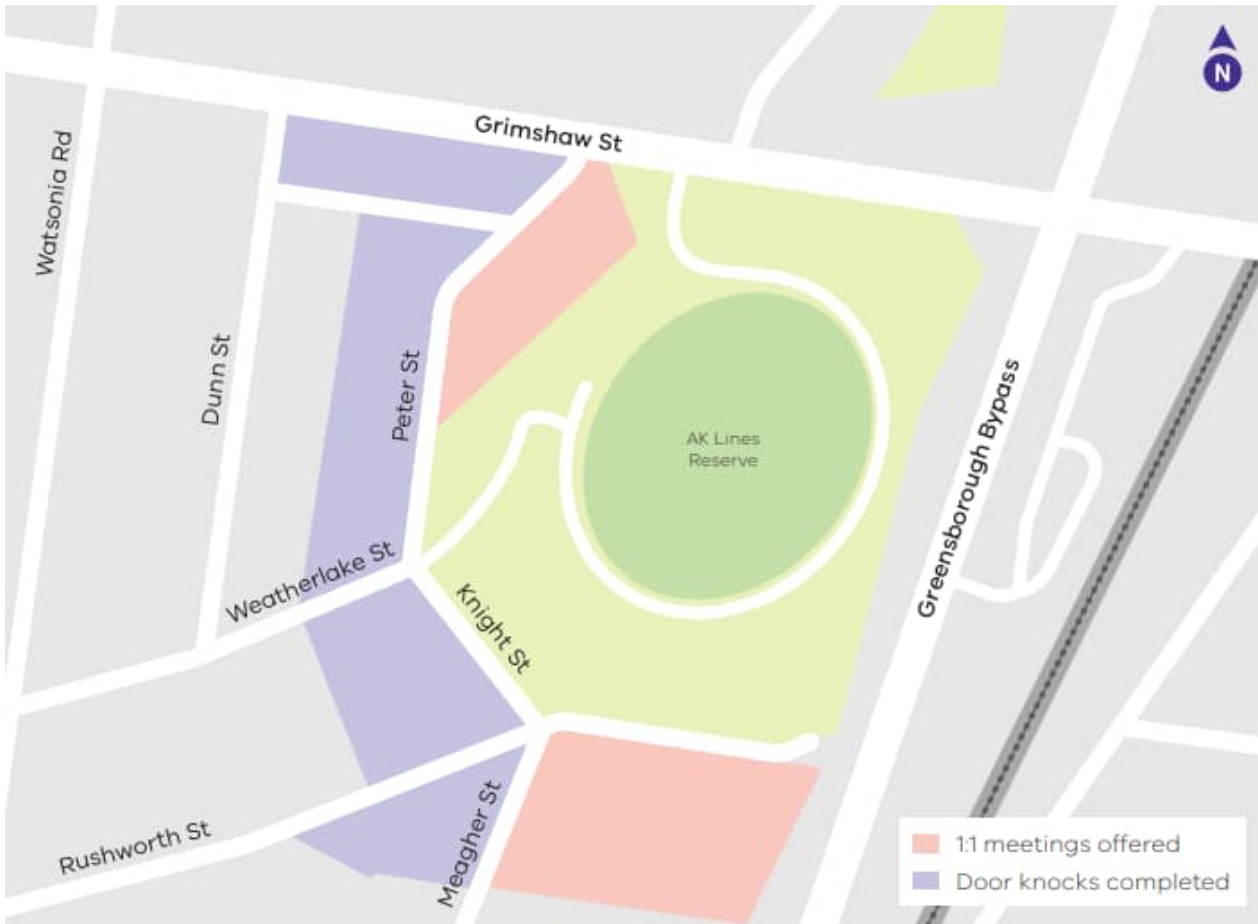 N
Grimshaw St
Watsonia Rd
Dunn St
Peter St
AK Lines
Reserve
Greensborough Bypass
Weatherlake St
Knight St
Rushworth St
Meagher St
1:1 meetings offered
Door knocks completed